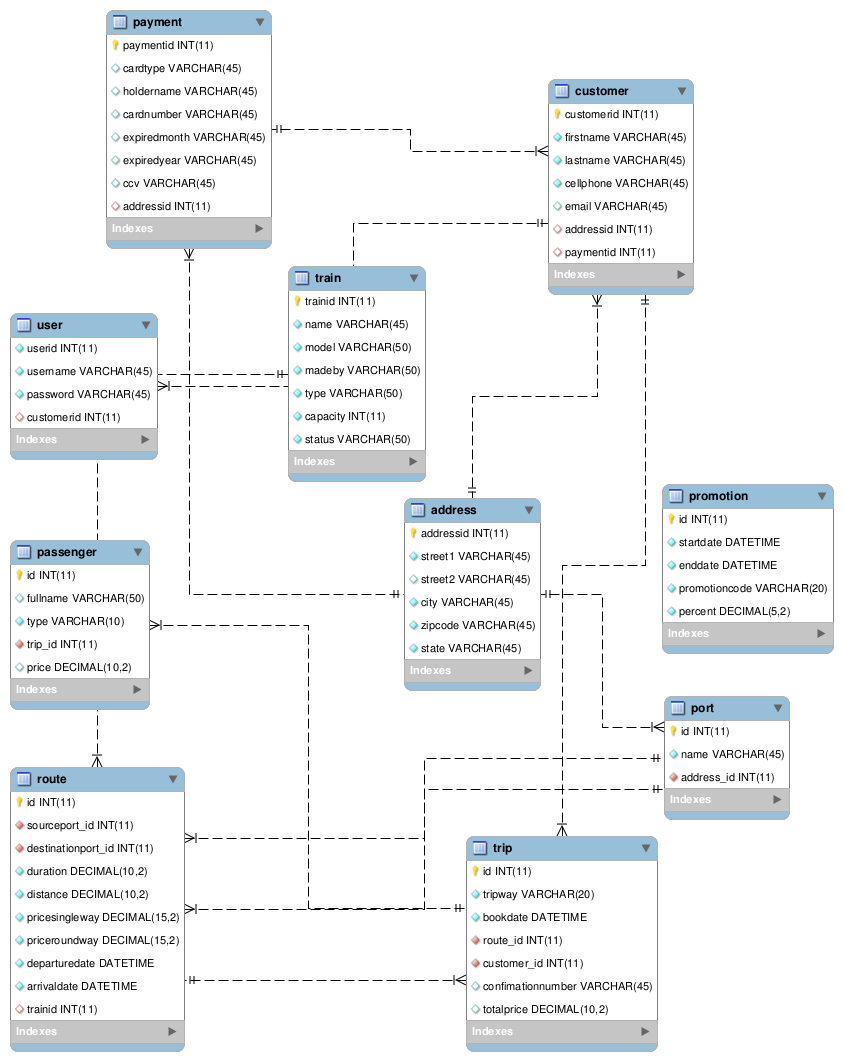 payment
paymentid INT(11)
cardtype VARCHAR(45)
holdername VARCHAR(45)
cardnumber VARCHAR(45)
expiredmonth VARCHAR(45)
expiredyear VARCHAR(45)
ccv VARCHAR(45)
addressid INT(11)
Indexes
customer
customerid INT(11)
firstname VARCHAR(45)
lastname VARCHAR(45)
cellphone VARCHAR(45)
email VARCHAR(45)
addressid INT(11)
paymentid INT(11)
Indexes
train
trainid INT(11)
name VARCHAR(45)
model VARCHAR(50)
madeby VARCHAR(50)
type VARCHAR(50)
capacity INT(11)
status VARCHAR(50)
Indexes
user
userid INT(11)
username VARCHAR(45)
password VARCHAR(45)
customerid INT(11)
Indexes
address
addressid INT(11)
street1 VARCHAR(45)
street2 VARCHAR(45)
city VARCHAR(45)
zipcode VARCHAR(45)
state VARCHAR(45)
Indexes
promotion
id INT(11)
startdate DATETIME
enddate DATETIME
promotioncode VARCHAR(20)
percent DECIMAL(5,2)
Indexes
passenger
id INT(11)
fullname VARCHAR(50)
type VARCHAR(10)
trip_id INT(11)
price DECIMAL(10,2)
Indexes
port
id INT(11)
name VARCHAR(45)
address_id INT(11)
Indexes
route
id INT(11)
sourceport_id INT(11)
destinationport_id INT(11)
duration DECIMAL(10,2)
distance DECIMAL(10,2)
pricesingleway DECIMAL(15,2)
priceroundway DECIMAL(15,2)
departuredate DATETIME
arrivaldate DATETIME
trainid INT(11)
Indexes
trip
id INT(11)
tripway VARCHAR(20)
bookdate DATETIME
route_id INT(11)
customer_id INT(11)
confimationnumber VARCHAR(45)
totalprice DECIMAL(10,2)
Indexes